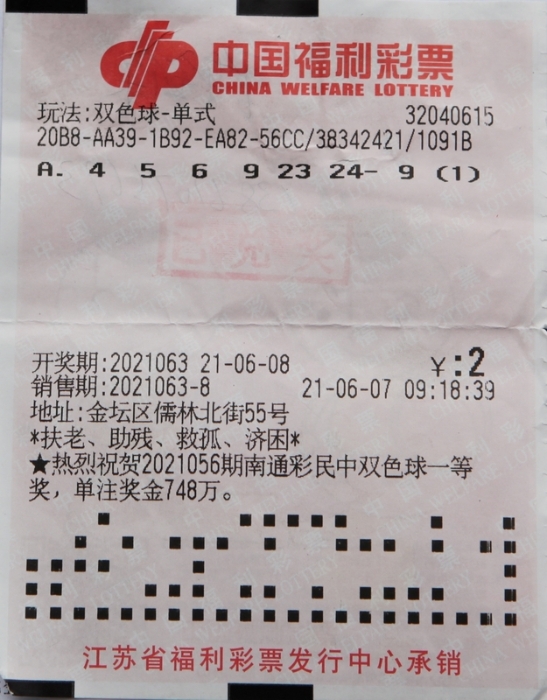 中国福利彩票
CHINA WELFARE LOTTERY
玩法:双色球-单式 32040615
20B8-AA39-1B92-EA82-56CC/38342421/1091B
A. 4 5 6 9 23 24- 9 (1)
开奖期:2021063 21-06-08 ¥:2
销售期:2021063-8 21-06-07 09:18:39
地址:金坛区儒林北街55号
*扶老、助残、救孤、济困*
★热烈祝贺2021056期南通彩民中双色球一等
奖，单注奖金748万。
江苏省福利彩票发行中心承销